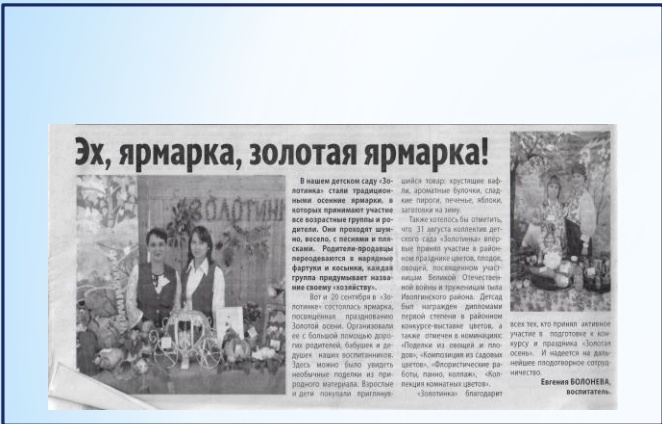 Эх, ярмарка, золотая ярмарка!
ЗОЛОТИН
В нашем детском саду «Зо-
лотинка» стали традицион-
ными осенние ярмарки, в
которых принимают участие
все возрастные группы и ро-
дители. Они проходят шум-
но, весело, с песнями и пля-
сками. Родители-продавцы
переодеваются в нарядные
фартуки и косынки, каждая
группа придумывает назва-
ние своему «хозяйству».
Вот и 20 сентября в «Зо-
лотинке» состоялась ярмарка,
посвящённая празднованию
Золотой осени. Организовали
ее с большой помощью доро-
гих родителей, бабушек и де-
душек наших воспитанников.
Здесь можно было увидеть
необычные поделки из при-
родного материала. Взрослые
и дети покупали приглянув-
шийся товар: хрустящие ваф-
ли, ароматные булочки, слад-
кие пироги, печенье, яблоки,
заготовки на зиму.
Также хотелось бы отметить,
что 31 августа коллектив дет-
ского сада «Золотинка» впер-
вые принял участие в район-
ном празднике цветов, плодов,
овощей, посвященном участ-
ницам Великой Отечествен-
ной войны и труженицам тыла
Иволгинского района. Детсад
был награжден дипломами
первой степени в районном
конкурсе-выставке цветов, а
также отмечен в номинациях:
«Поделки из овощей и пло-
дов», «Композиция из садовых
цветов», «Флористические ра-
боты, панно, коллаж», «Кол-
лекция комнатных цветов».
«Золотинка» благодарит
всех тех, кто принял активное
участие в подготовке к кон-
курсу и праздника «Золотая
осень». И надеется на даль-
нейшее плодотворное сотруд-
ничество.
Евгения БОЛОНЕВА,
воспитатель.